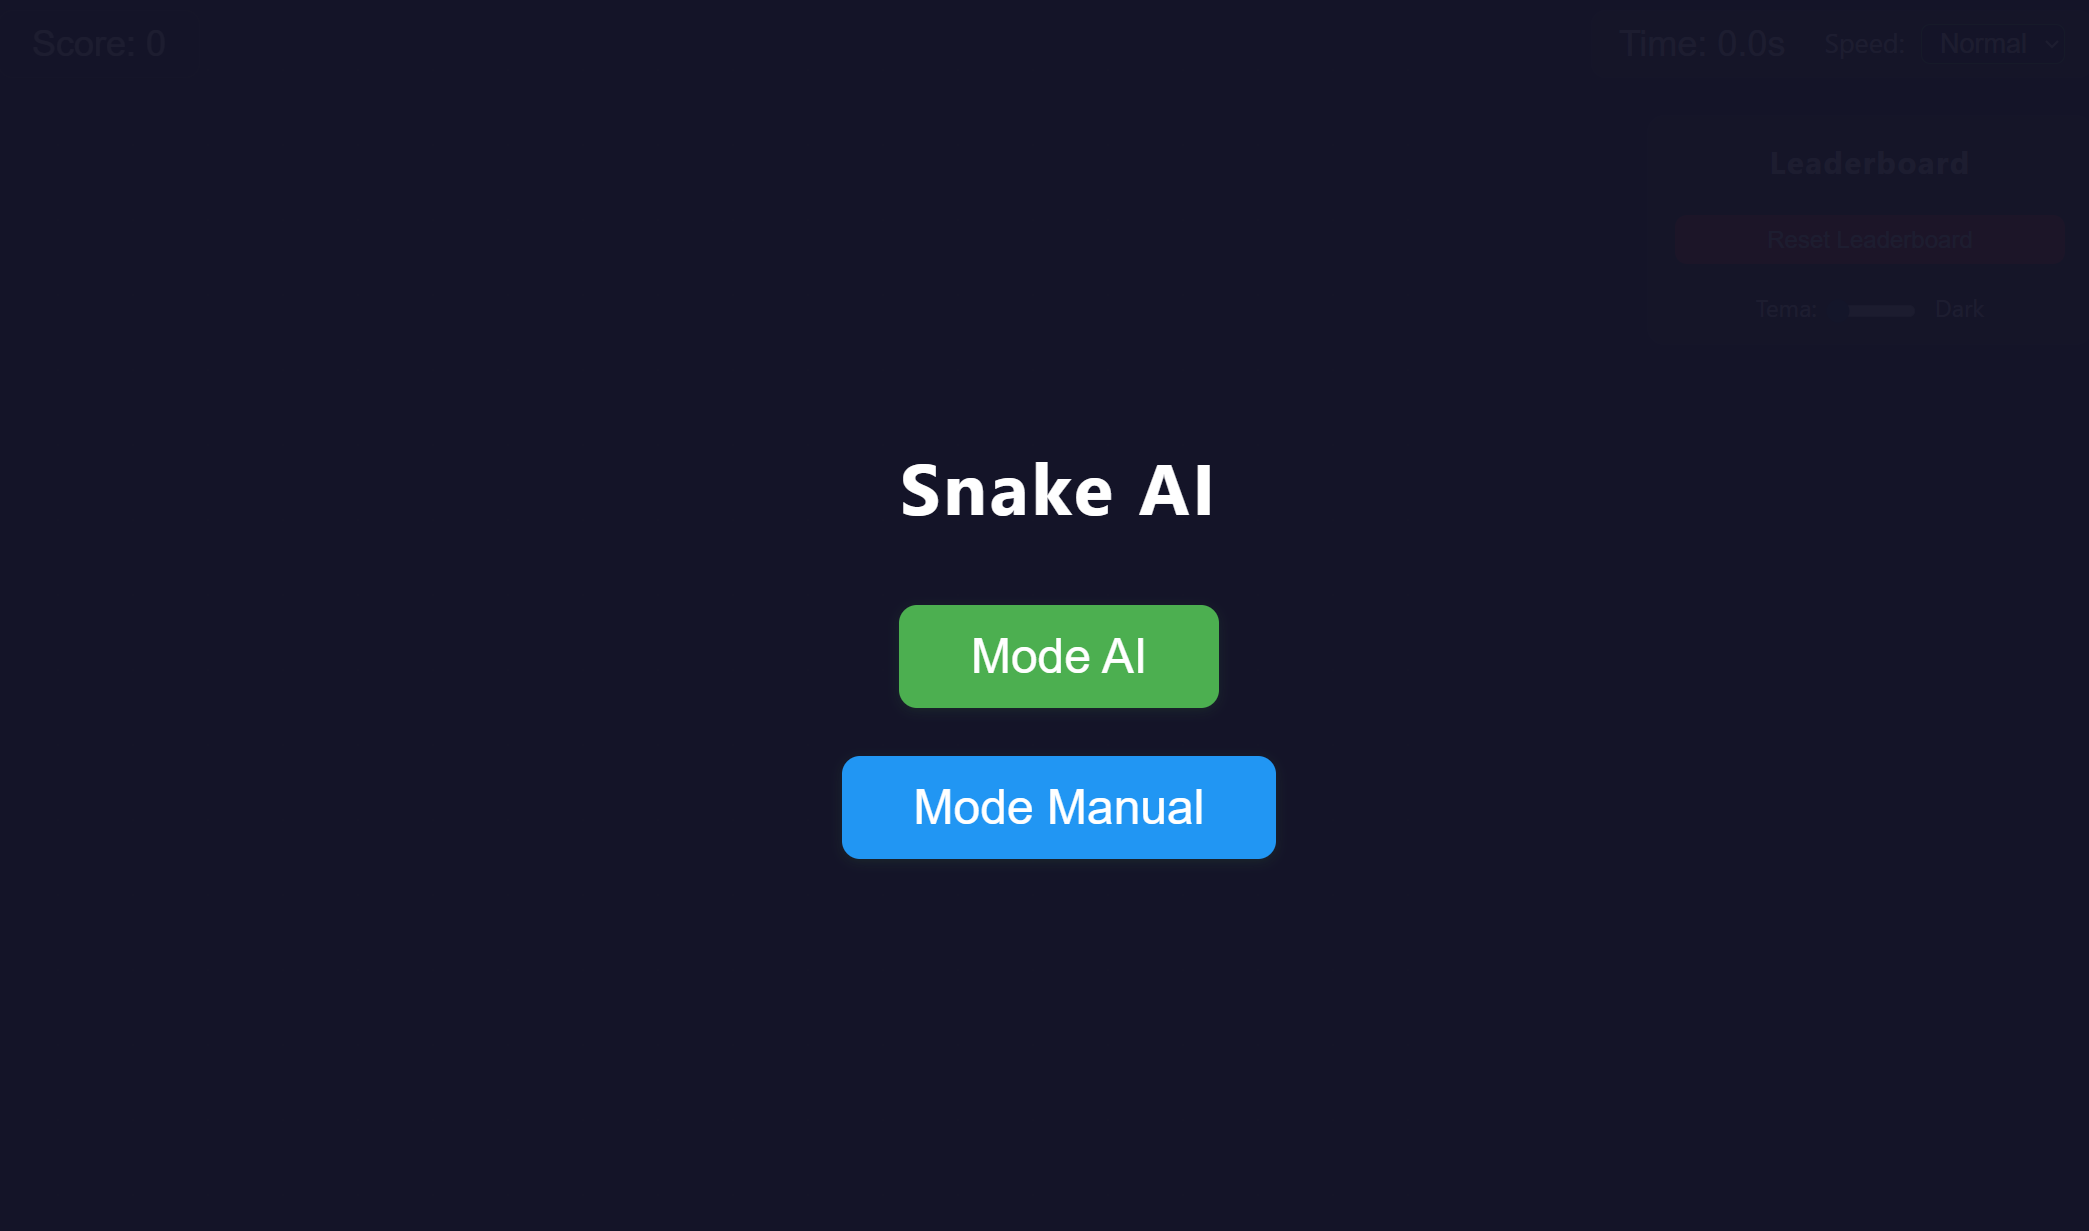 Score: 0
Time: 0.0s Speed: Normal
Leaderboard
Reset Leaderboard
Tema: Dark
Snake AI
Mode AI
Mode Manual